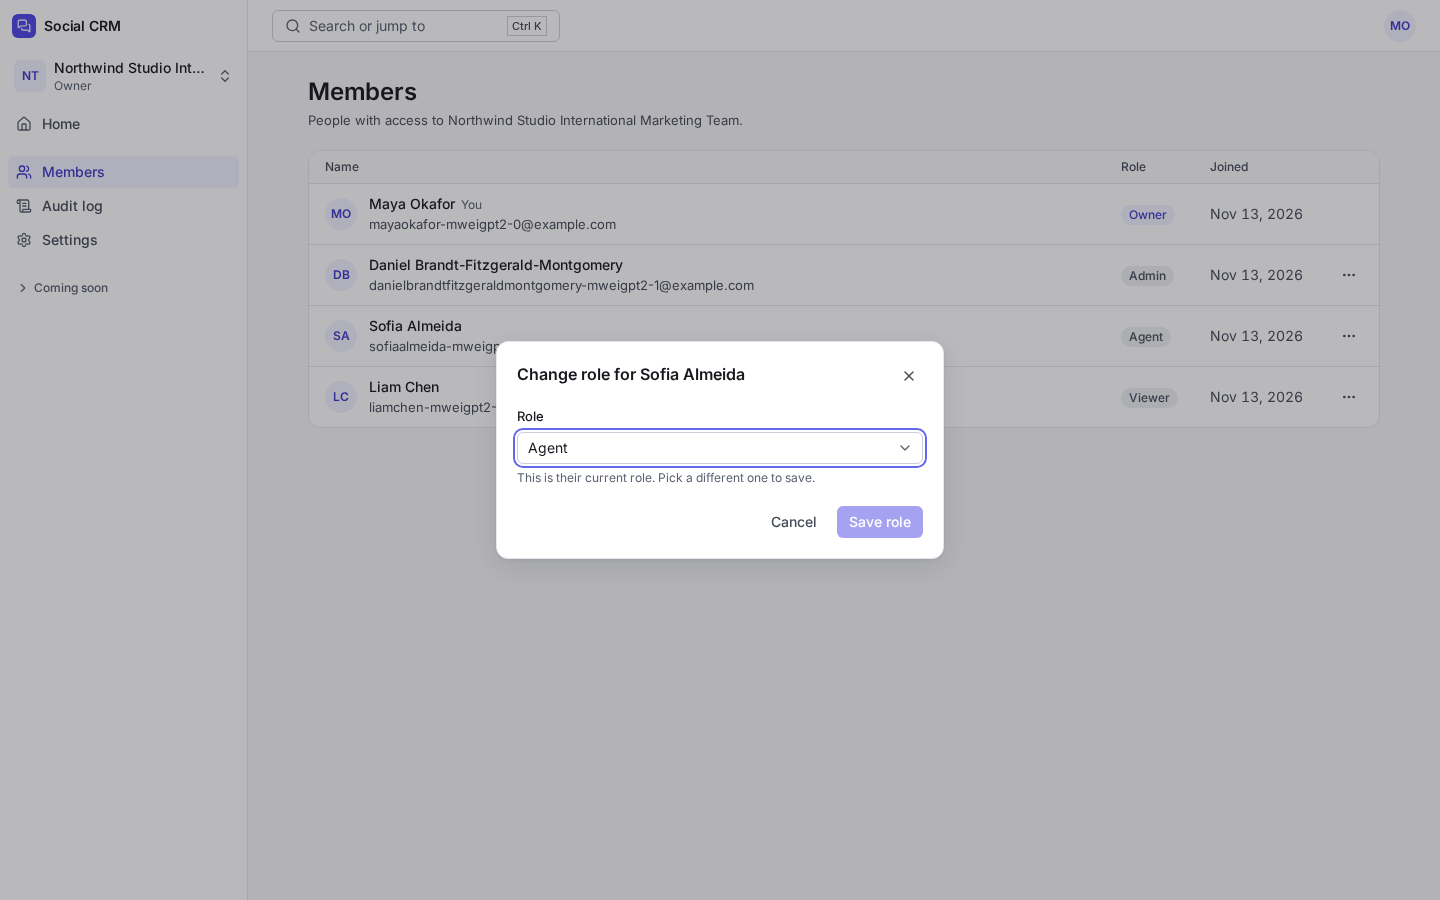 Social CRM
Search or jump to
Ctrl K
MO
NT
Northwind Studio Int...
Owner
Home
Members
Audit log
Settings
Coming soon
Members
People with access to Northwind Studio International Marketing Team.
Name Role Joined
MO
Maya Okafor You
mayaokafor-mweigpt2-0@example.com
Owner
Nov 13, 2026
DB
Daniel Brandt-Fitzgerald-Montgomery
danielbrandtfitzgeraldmontgomery-mweigpt2-1@example.com
Admin
Nov 13, 2026
SA
Sofia Almeida
sofiaalmeida-mweigp
Agent
Nov 13, 2026
LC
Liam Chen
liamchen-mweigpt2-
Viewer
Nov 13, 2026
Change role for Sofia Almeida
Role
Agent
This is their current role. Pick a different one to save.
Cancel
Save role